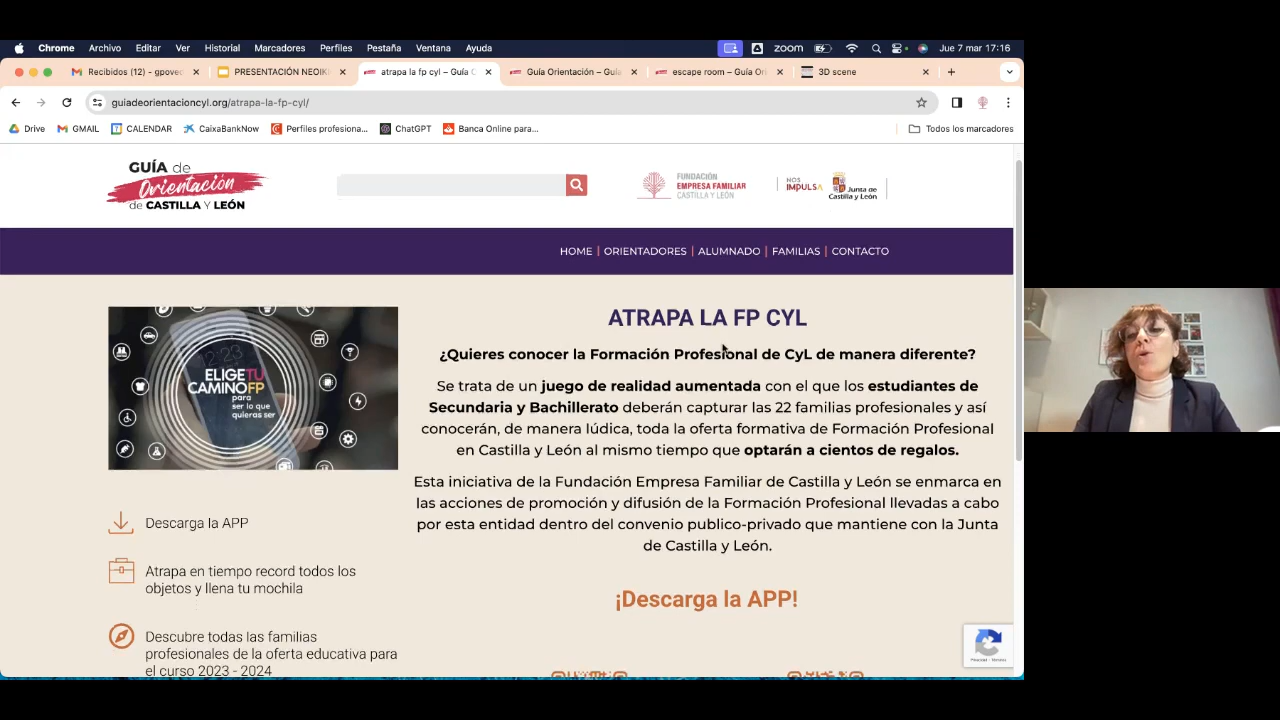 Chrome Archivo Editar Ver Historial Marcadores Perfiles Pestaña Ventana Ayuda zoom Jue 7 mar 17:16
Recibidos (12) - gpovec PRESENTACIÓN NEOIK atrapa la fp cyl – Guía O Guía Orientación – Guí escape room – Guía Ori 3D scene
guiadeorientacioncyl.org/atrapa-la-fp-cyl/
Drive GMAIL CALENDAR CaixaBankNow Perfiles profesiona... ChatGPT Banca Online para... Todos los marcadores
GUÍA de
Orientación
de CASTILLA Y LEÓN
FUNDACIÓN
EMPRESA FAMILIAR
CASTILLA Y LEÓN
NOS
IMPULSA
Junta de
Castilla y León
HOME ORIENTADORES ALUMNADO FAMILIAS CONTACTO
12:23
ELIGE TU
CAMINO FP
para
ser lo que
quieras ser
ATRAPA LA FP CYL
¿Quieres conocer la Formación Profesional de CyL de manera diferente?
Se trata de un juego de realidad aumentada con el que los estudiantes de
Secundaria y Bachillerato deberán capturar las 22 familias profesionales y así
conocerán, de manera lúdica, toda la oferta formativa de Formación Profesional
en Castilla y León al mismo tiempo que optarán a cientos de regalos.
Esta iniciativa de la Fundación Empresa Familiar de Castilla y León se enmarca en
las acciones de promoción y difusión de la Formación Profesional llevadas a cabo
por esta entidad dentro del convenio publico-privado que mantiene con la Junta
de Castilla y León.
¡Descarga la APP!
Descarga la APP
Atrapa en tiempo record todos los
objetos y llena tu mochila
Descubre todas las familias
profesionales de la oferta educativa para
el curso 2023 - 2024
Privacidad - Términos